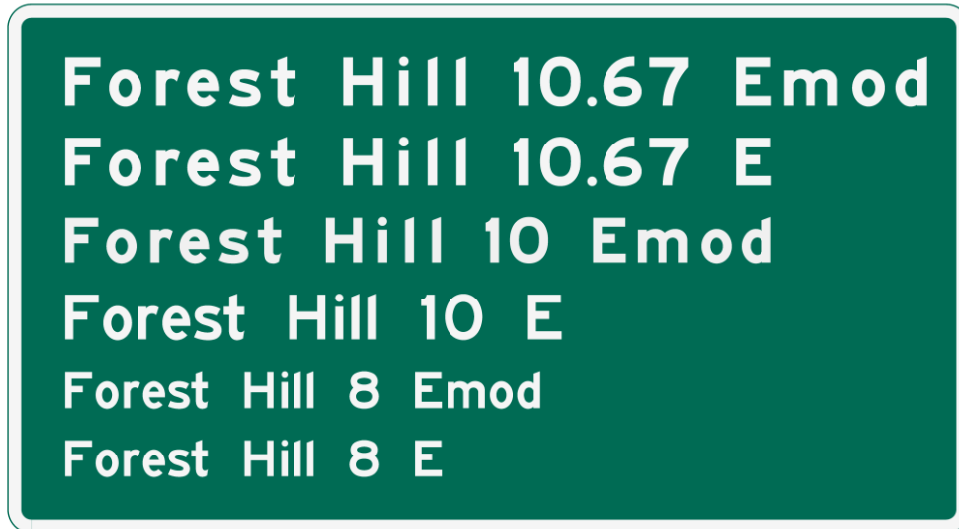 Forest Hill 10.67 Emod
Forest Hill 10.67 E
Forest Hill 10 Emod
Forest Hill 10 E
Forest Hill 8 Emod
Forest Hill 8 E